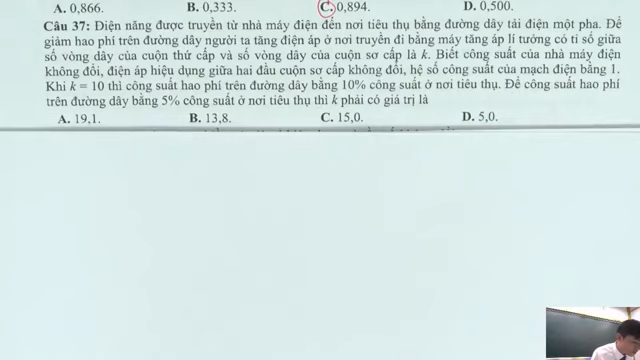 A. 0,866. B. 0,333. C. 0,894. D. 0,500.
Câu 37: Điện năng được truyền từ nhà máy điện đến nơi tiêu thụ bằng đường dây tải điện một pha. Để
giảm hao phí trên đường dây người ta tăng điện áp ở nơi truyền đi bằng máy tăng áp lí tưởng có tỉ số giữa
số vòng dây của cuộn thứ cấp và số vòng dây của cuộn sơ cấp là k. Biết công suất của nhà máy điện
không đổi, điện áp hiệu dụng giữa hai đầu cuộn sơ cấp không đổi, hệ số công suất của mạch điện bằng 1.
Khi k = 10 thì công suất hao phí trên đường dây bằng 10% công suất ở nơi tiêu thụ. Để công suất hao phí
trên đường dây bằng 5% công suất ở nơi tiêu thụ thì k phải có giá trị là
A. 19,1. B. 13,8. C. 15,0. D. 5,0.